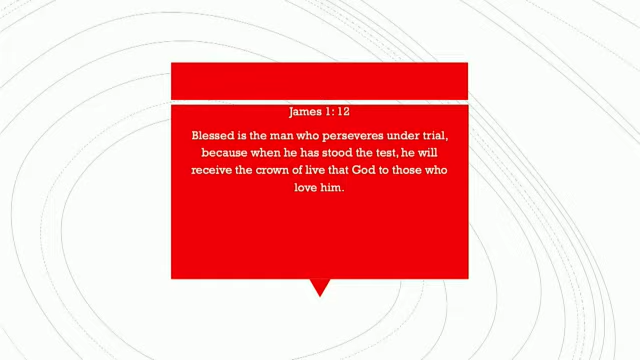 James 1: 12
Blessed is the man who perseveres under trial,
because when he has stood the test, he will
receive the crown of live that God to those who
love him.